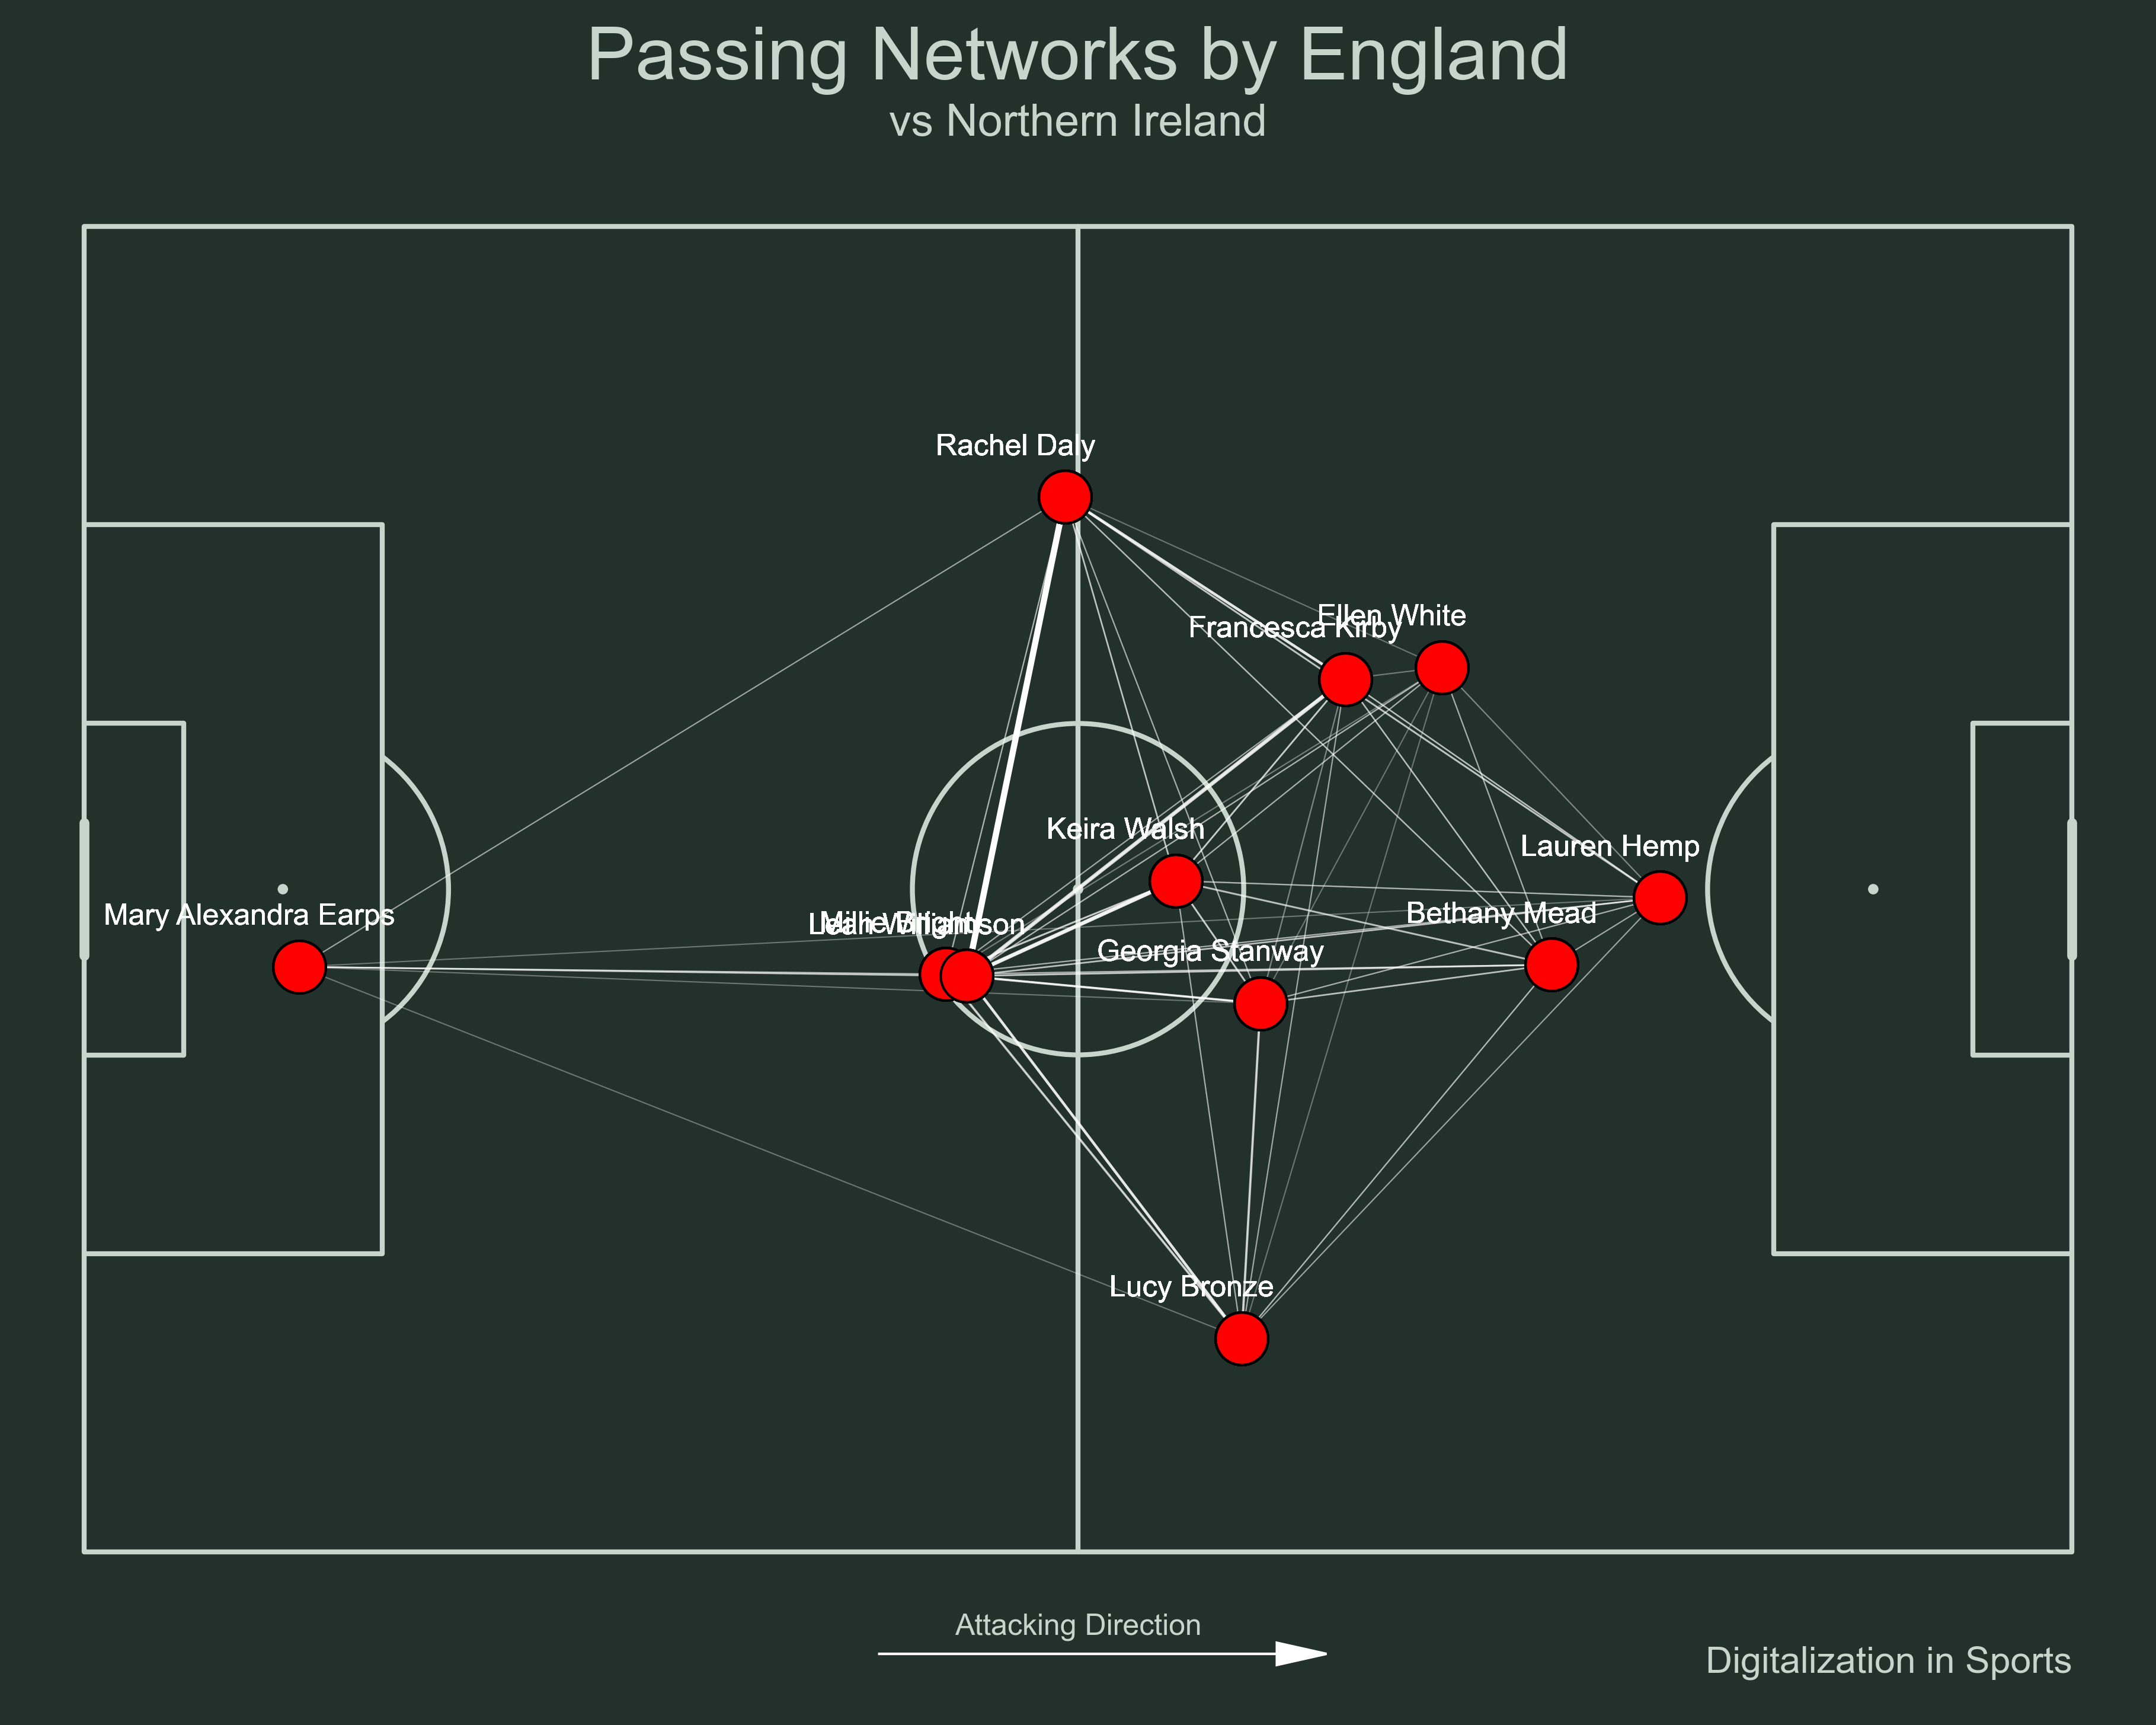 Passing Networks by England
vs Northern Ireland
Rachel Daly
Ellen White
Francesca Kirby
Keira Walsh
Lauren Hemp
Mary Alexandra Earps
Millie Bright
Leah Williamson
Bethany Mead
Georgia Stanway
Lucy Bronze
Attacking Direction
Digitalization in Sports